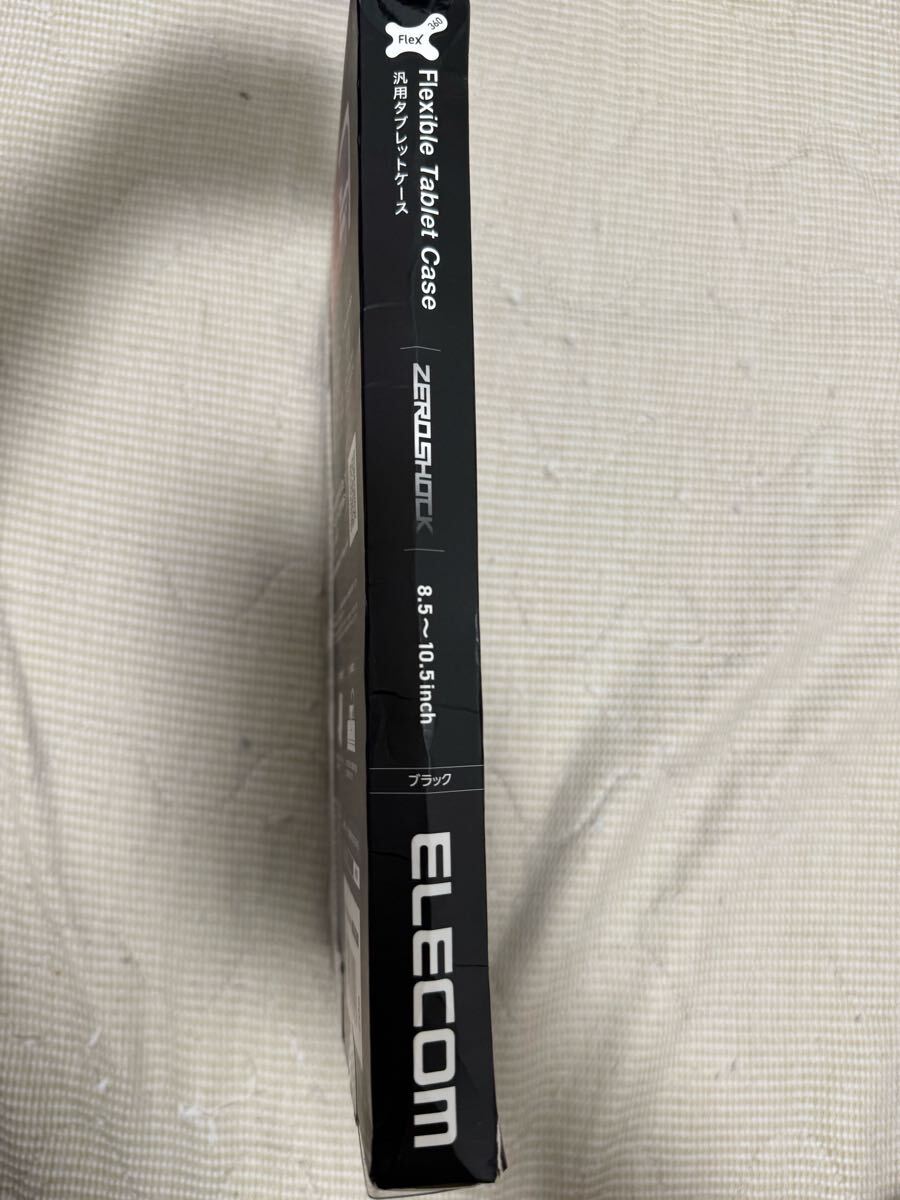 Flex 360
Flexible Tablet Case
汎用タブレットケース
ZEROSHOCK
8.5～10.5inch
ブラック
ELECOM